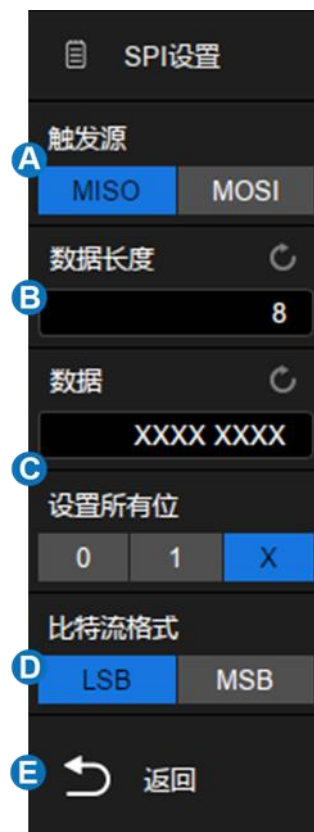 SPI设置
触发源
A
MISO MOSI
数据长度
B
8
数据
XXXX XXXX
C
设置所有位
0 1 X
比特流格式
D
LSB MSB
E 返回